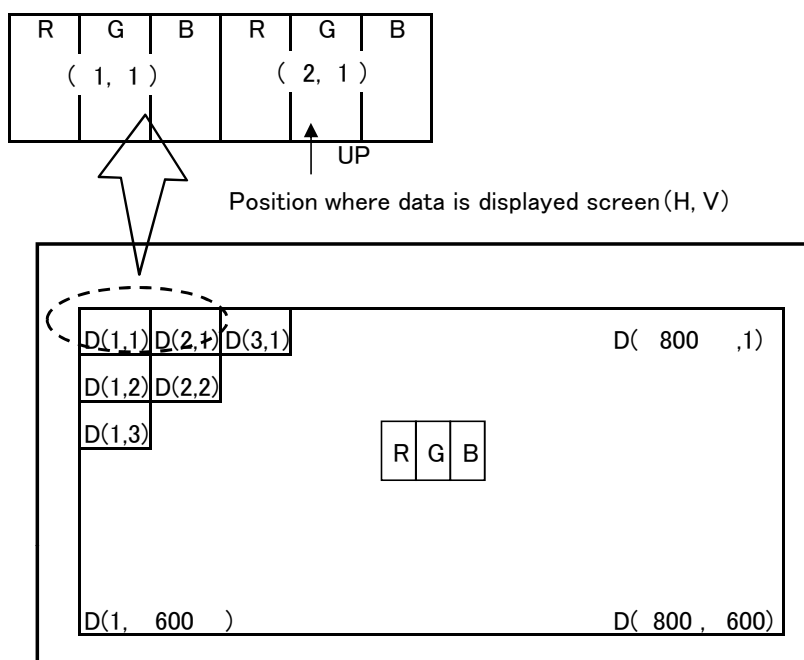 R G B R G B
( 1, 1 ) ( 2, 1 )
UP
Position where data is displayed screen(H, V)
D(1,1) D(2,1) D(3,1) D( 800 ,1)
D(1,2) D(2,2)
D(1,3)
R G B
D(1, 600 ) D( 800 , 600)